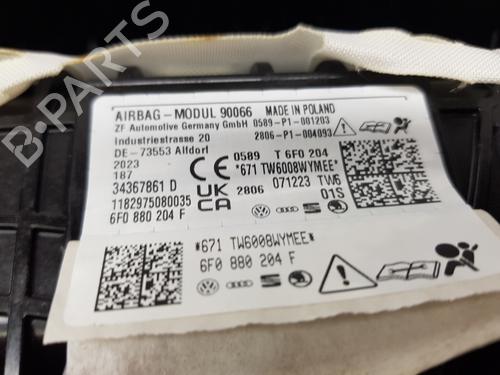 B-PARTS
AIRBAG - MODUL 90066 MADE IN POLAND
ZF Automotive Germany GmbH 0589-P1-001203
Industriestrasse 20 2806-P1-004093
DE-73553 Alfdorf
2023 0589 T 6F0 204
187 CE *671 TW6008WYMEE*
34367861 D UKCA 2806 071223 TW6
1182975080035 01S
6F0 880 204 F
*671 TW6008WYMEE*
6F0 880 204 F